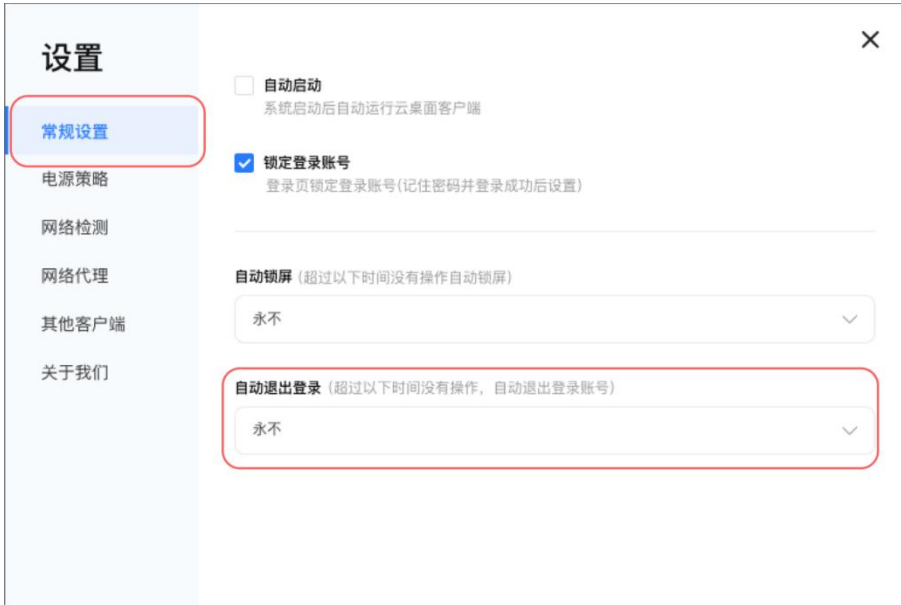 设置
常规设置
电源策略
网络检测
网络代理
其他客户端
关于我们
自动启动
系统启动后自动运行云桌面客户端
锁定登录账号
登录页锁定登录账号(记住密码并登录成功后设置)
自动锁屏 (超过以下时间没有操作自动锁屏)
永不
自动退出登录 (超过以下时间没有操作，自动退出登录账号)
永不